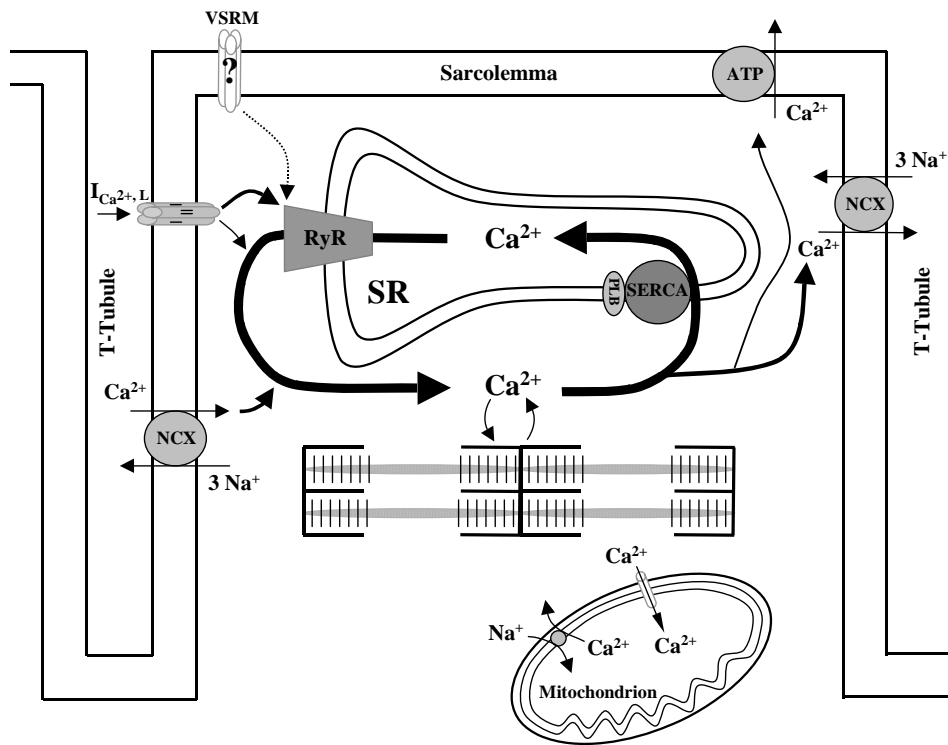 VSRM
?
Sarcolemma
ATP
Ca²⁺
I Ca²⁺, L
3 Na⁺
NCX
Ca²⁺
RyR
Ca²⁺
SR
PLB
SERCA
T-Tubule
T-Tubule
Ca²⁺
NCX
3 Na⁺
Ca²⁺
Ca²⁺
Na⁺
Ca²⁺
Ca²⁺
Mitochondrion